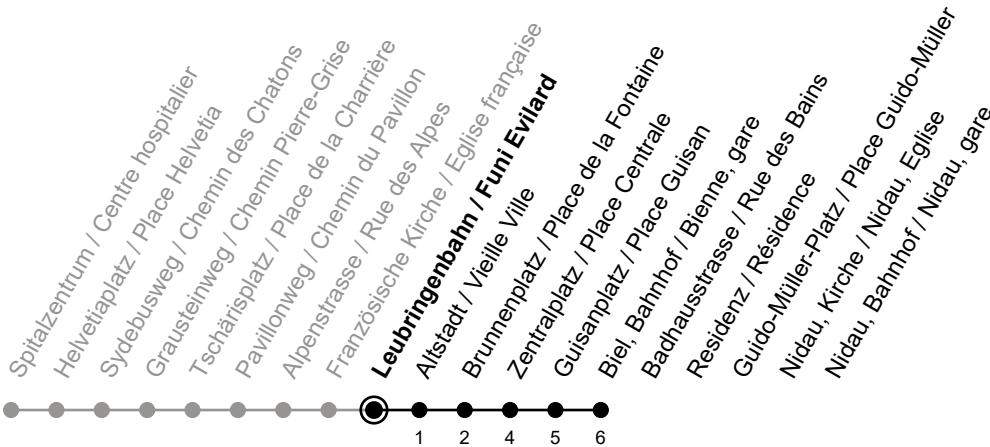 Spitalzentrum / Centre hospitalier
Helvetiaplatz / Place Helvetia
Sydebusweg / Chemin des Chatons
Grausteinweg / Chemin Pierre-Grise
Tschärisplatz / Place de la Charrière
Pavillonweg / Chemin du Pavillon
Alpenstrasse / Rue des Alpes
Französische Kirche / Eglise française
Leubringenbahn / Funi Evilard
Altstadt / Vieille Ville
Brunnenplatz / Place de la Fontaine
Zentralplatz / Place Centrale
Guisanplatz / Place Guisan
Biel, Bahnhof / Bienne, gare
Badhausstrasse / Rue des Bains
Residenz / Résidence
Guido-Müller-Platz / Place Guido-Müller
Nidau, Kirche / Nidau, Eglise
Nidau, Bahnhof / Nidau, gare
1 2 4 5 6